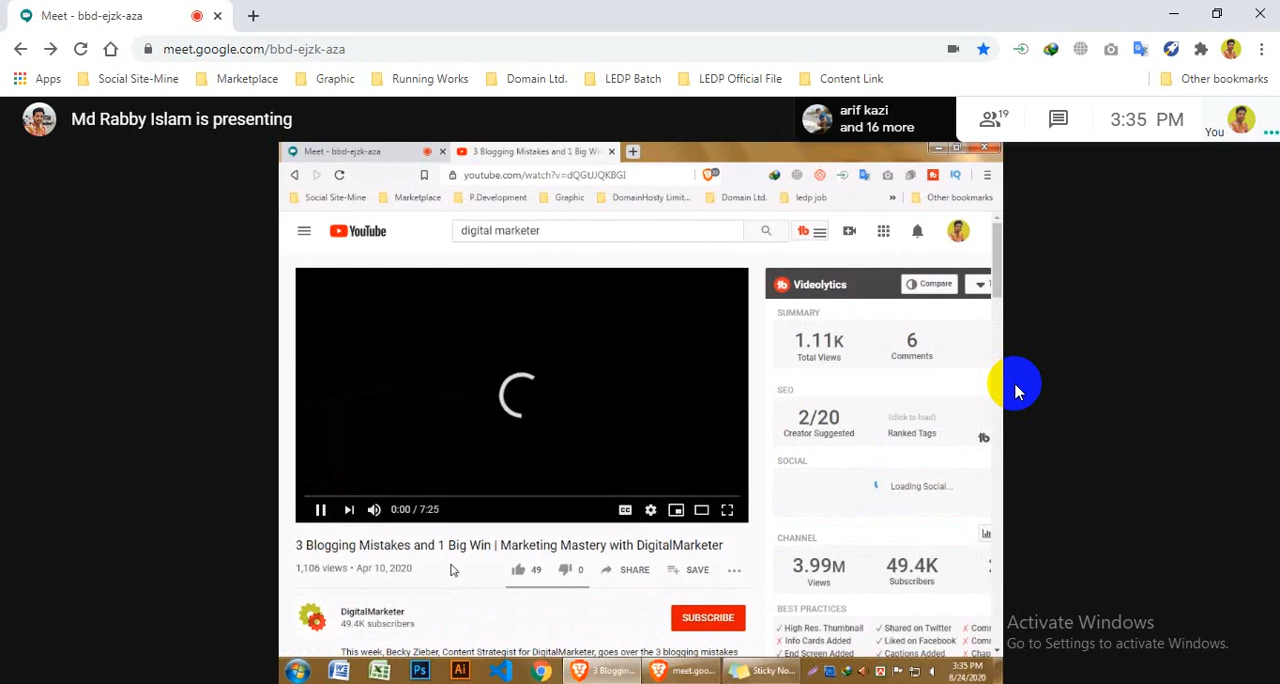 Meet - bbd-ejzk-aza
meet.google.com/bbd-ejzk-aza
Apps Social Site-Mine Marketplace Graphic Running Works Domain Ltd. LEDP Batch LEDP Official File Content Link Other bookmarks
Md Rabby Islam is presenting
arif kazi
and 16 more
19
3:35 PM
You
Meet - bbd-ejzk-aza 3 Blogging Mistakes and 1 Big Wi
youtube.com/watch?v=dQGtJJQKBGI
IQ
Social Site-Mine Marketplace P.Development Graphic DomainHosty Limit... Domain Ltd. ledp job » Other bookmarks
YouTube
digital marketer
tb
tb Videolytics Compare
SUMMARY
1.11K 6
Total Views Comments
SEO
2/20 (click to load)
Creator Suggested Ranked Tags
tb
SOCIAL
Loading Social...
CHANNEL
3.99M 49.4K
Views Subscribers
BEST PRACTICES
✓ High Res. Thumbnail ✓ Shared on Twitter ✗ Com
✗ Info Cards Added ✓ Liked on Facebook ✗ Com
✓ End Screen Added ✓ Captions Added
0:00 / 7:25
CC
3 Blogging Mistakes and 1 Big Win | Marketing Mastery with DigitalMarketer
1,106 views • Apr 10, 2020
49 0 SHARE SAVE
DigitalMarketer
49.4K subscribers
SUBSCRIBE
This week, Becky Zieber, Content Strategist for DigitalMarketer, goes over the 3 blogging mistakes
Activate Windows
Go to Settings to activate Windows.
Ps Ai 3 Bloggin... meet.goo... Sticky No...
3:35 PM
8/24/2020